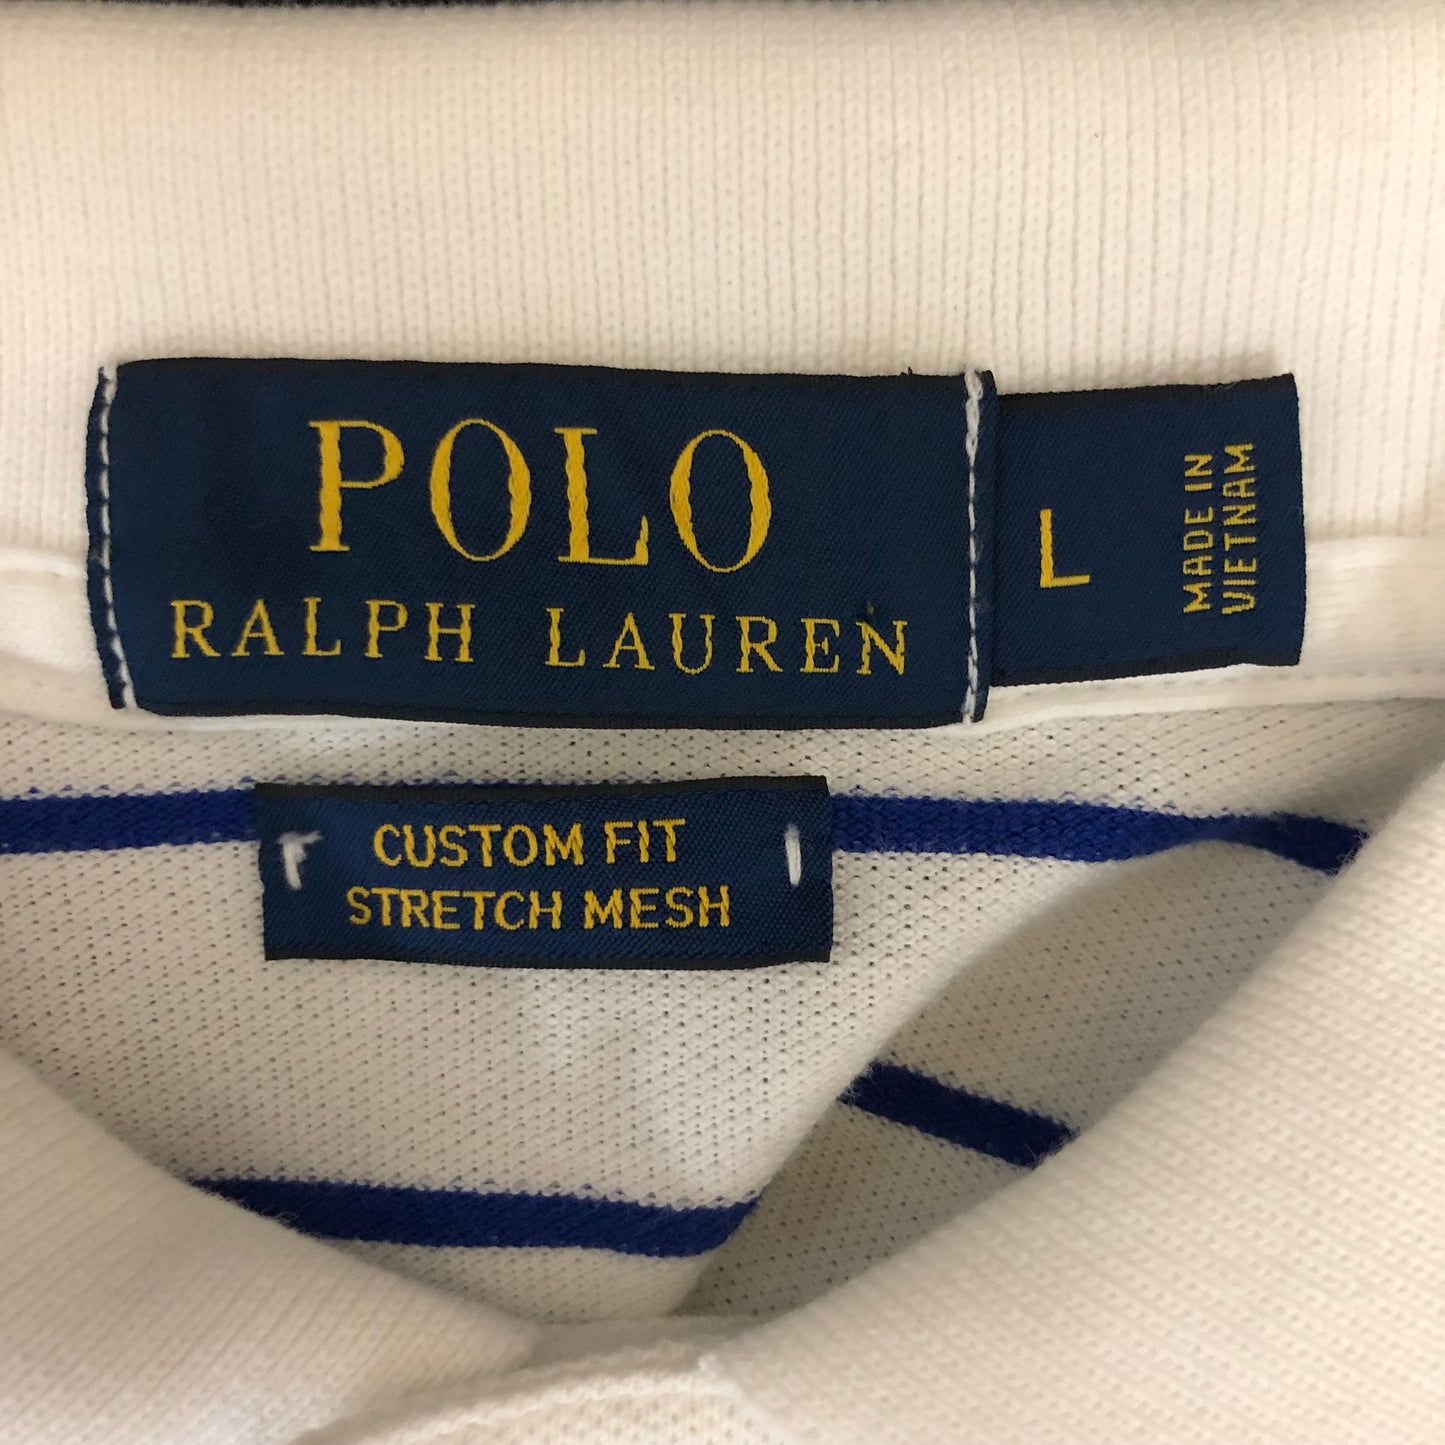 POLO
RALPH LAUREN
L
MADE IN
VIETNAM
CUSTOM FIT
STRETCH MESH